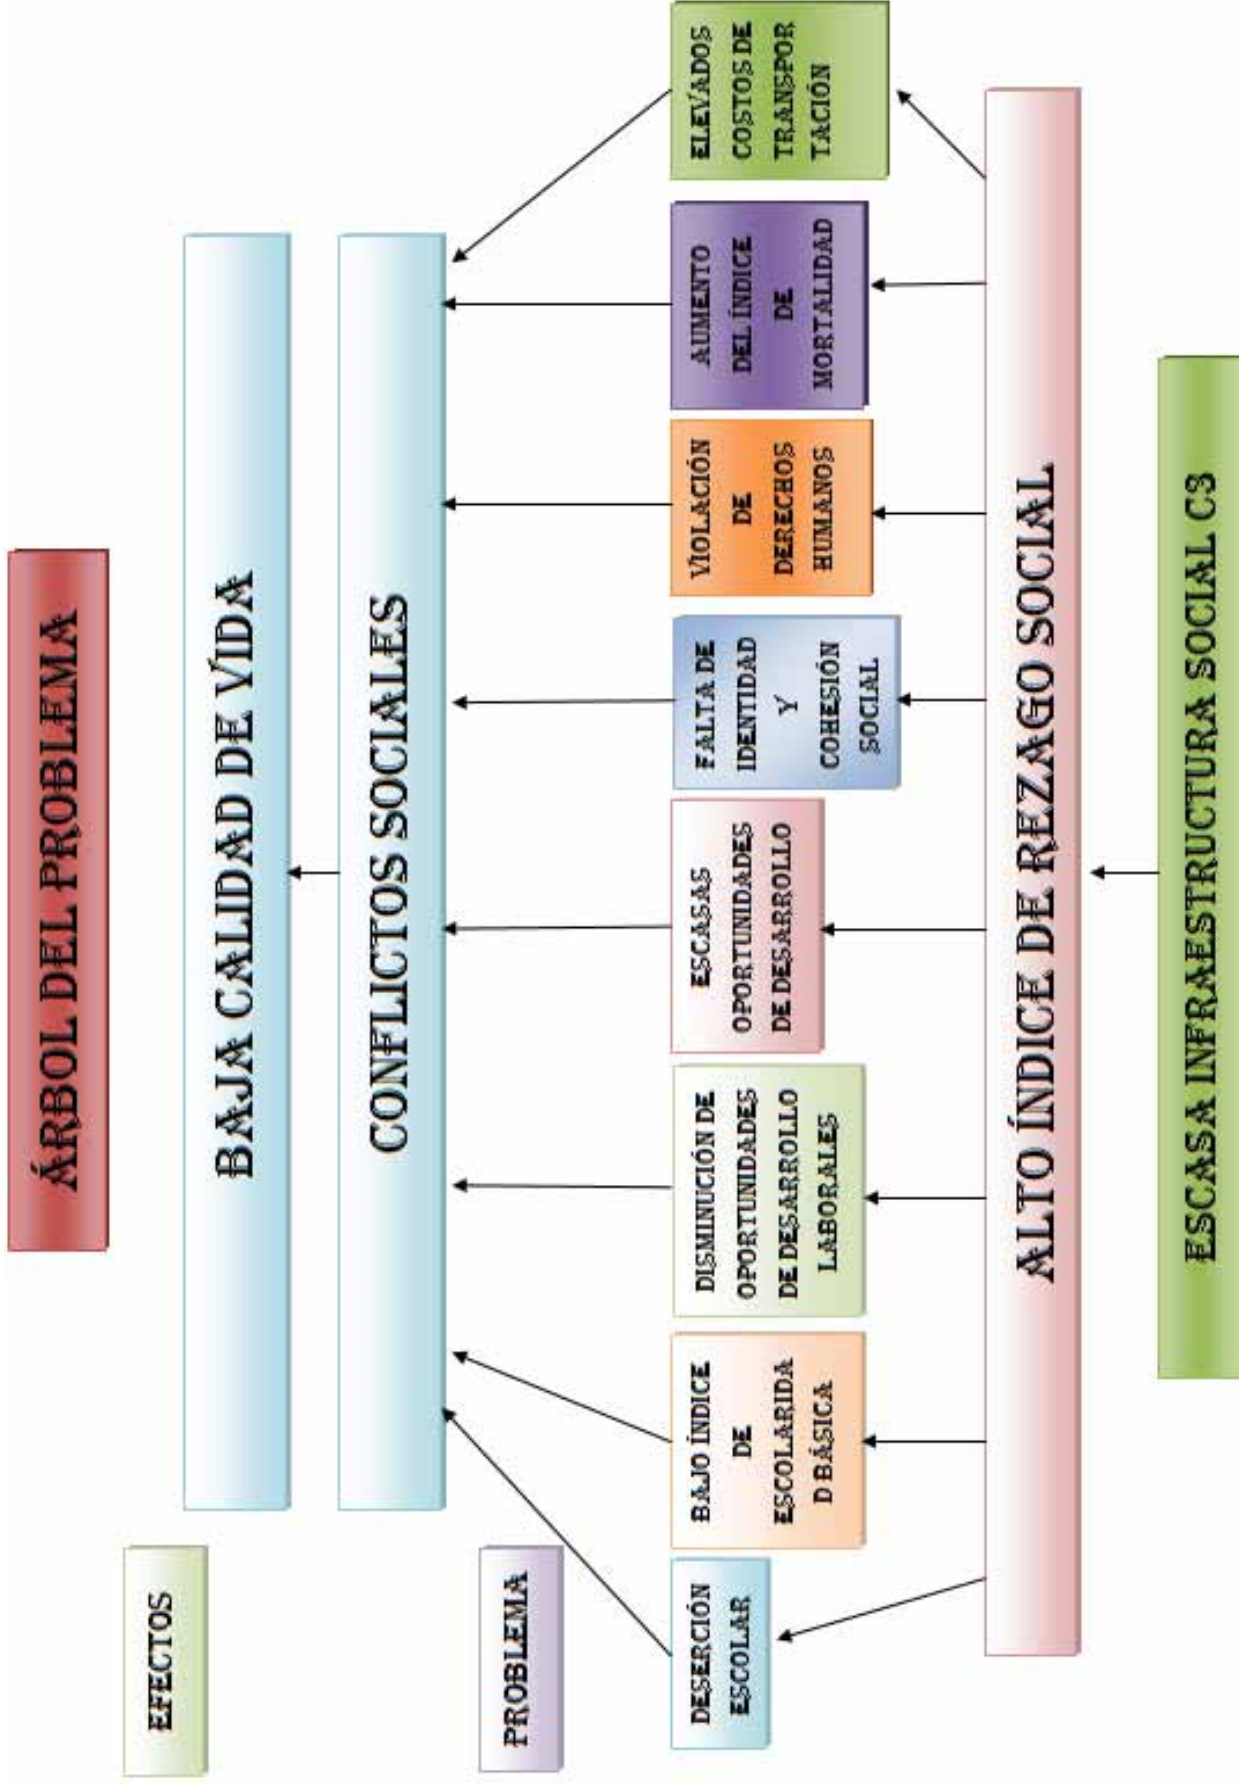 ÁRBOL DEL PROBLEMA
EFECTOS
BAJA CALIDAD DE VIDA
CONFLICTOS SOCIALES
PROBLEMA
DESERCIÓN
ESCOLAR
BAJO ÍNDICE
DE
ESCOLARIDA
D BÁSICA
DISMINUCIÓN DE
OPORTUNIDADES
DE DESARROLLO
LABORALES
ESCASAS
OPORTUNIDADES
DE DESARROLLO
FALTA DE
IDENTIDAD
Y
COHESIÓN
SOCIAL
VIOLACIÓN
DE
DERECHOS
HUMANOS
AUMENTO
DEL ÍNDICE
DE
MORTALIDAD
ELEVADOS
COSTOS DE
TRANSPOR
TACIÓN
ALTO ÍNDICE DE REZAGO SOCIAL
ESCASA INFRAESTRUCTURA SOCIAL C3